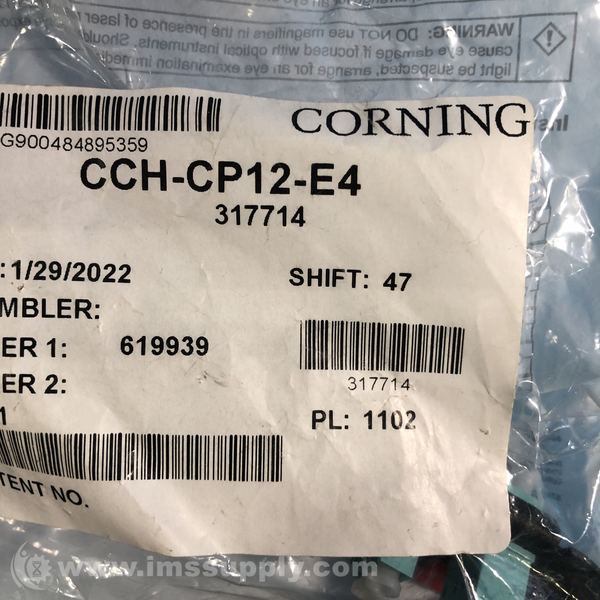 WARNING: DO NOT use magnifiers in the presence of laser r
cause eye damage if focused with optical instruments. Should
light be suspected, arrange for an eye examination immedi
CORNING
G900484895359
CCH-CP12-E4
317714
:1/29/2022
SHIFT: 47
MBLER:
ER 1: 619939
ER 2:
317714
1
PL: 1102
TENT NO.
www.imssupply.com